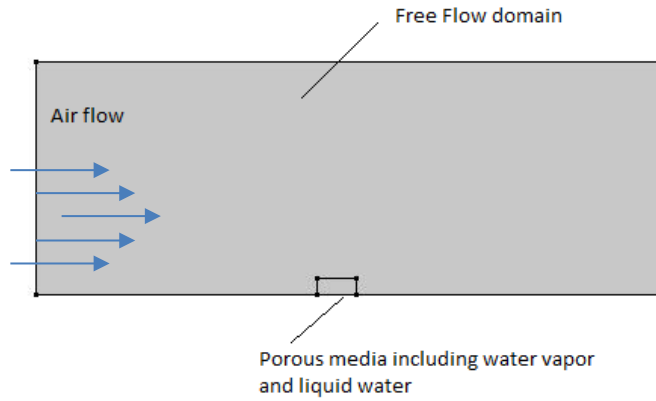 Free Flow domain
Air flow
Porous media including water vapor
and liquid water